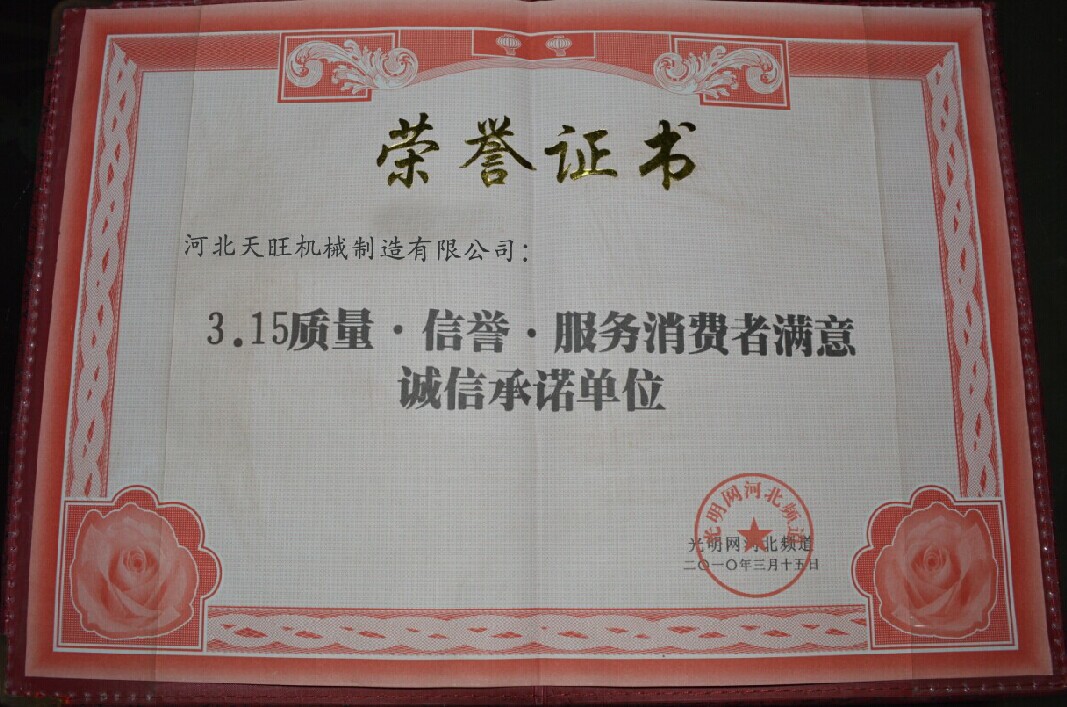 荣誉证书
河北天旺机械制造有限公司：
3.15质量·信誉·服务消费者满意
诚信承诺单位
光明网河北频道
光明网河北频道
二〇一〇年三月十五日